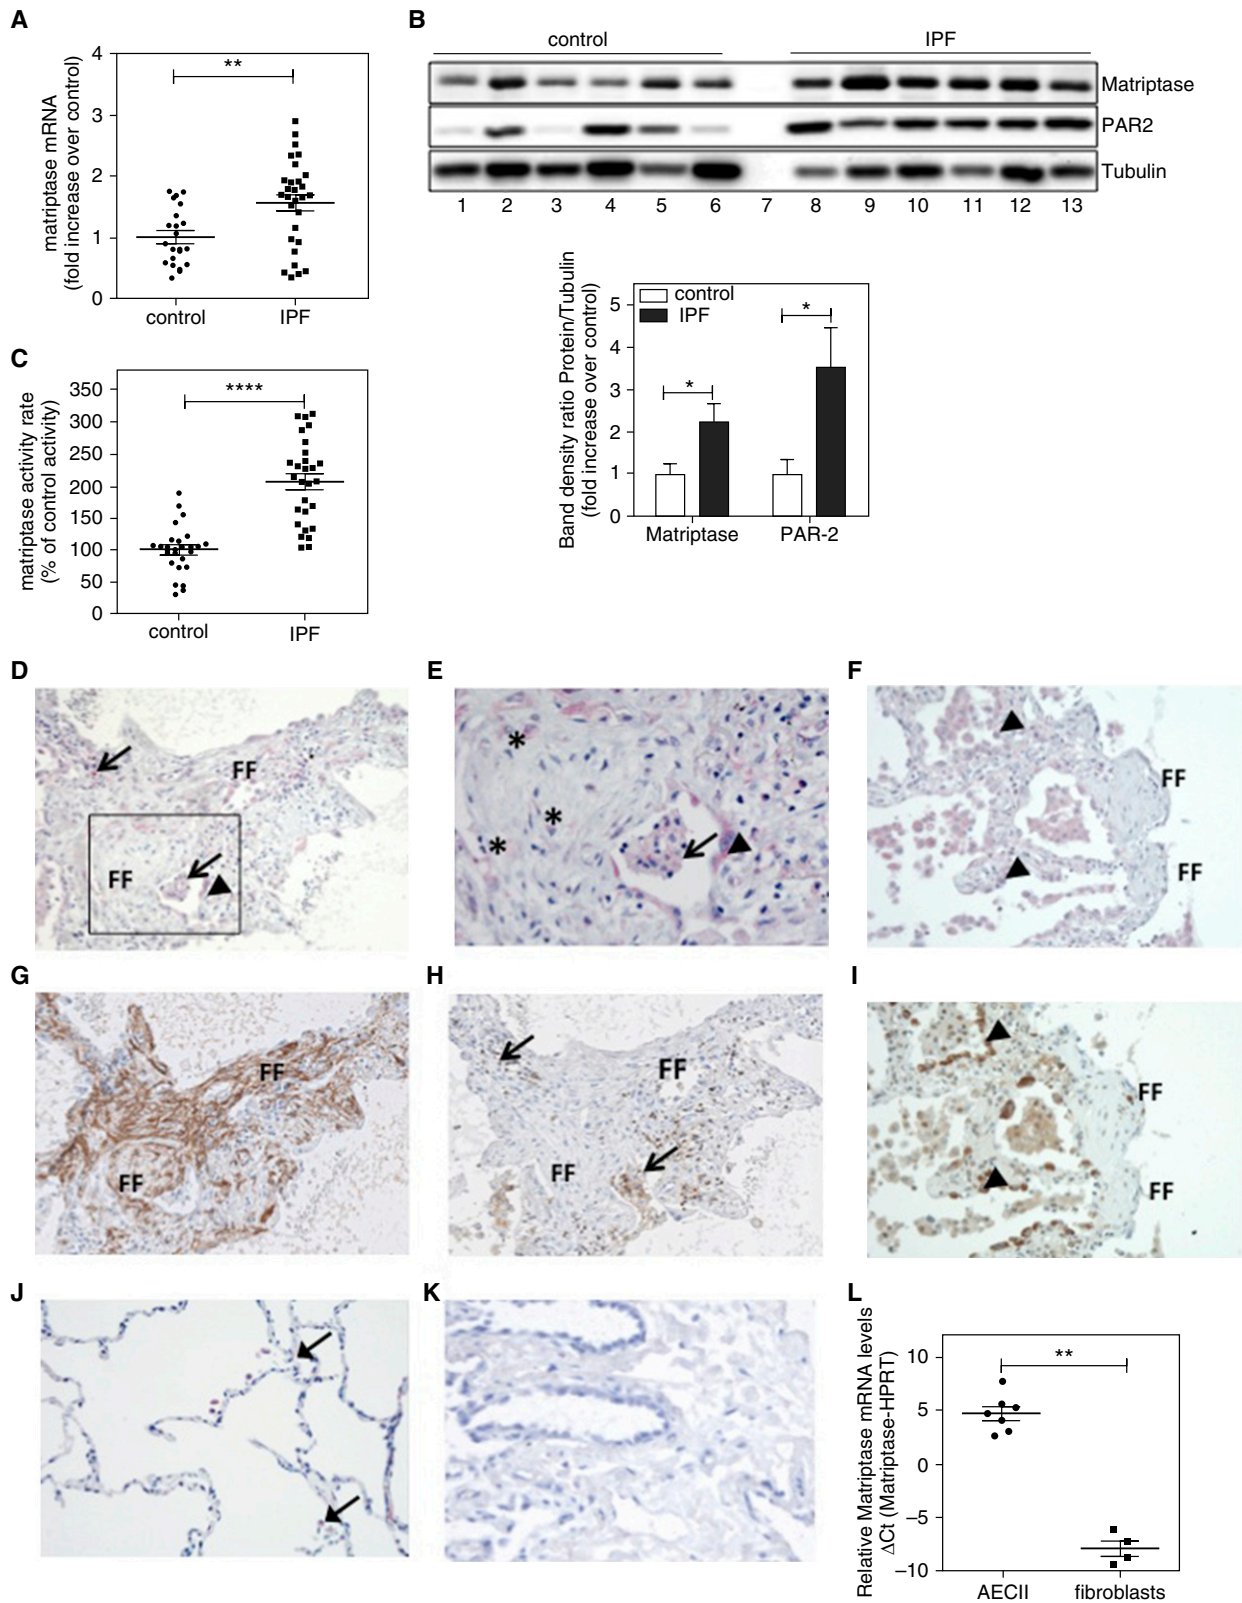 A
matriptase mRNA
(fold increase over control)
4
3
2
1
0
**
control
IPF
B
control
IPF
Matriptase
PAR2
Tubulin
1 2 3 4 5 6 7 8 9 10 11 12 13
Band density ratio Protein/Tubulin
(fold increase over control)
5
4
3
2
1
0
control
IPF
*
*
Matriptase
PAR-2
C
matriptase activity rate
(% of control activity)
350
300
250
200
150
100
50
0
****
control
IPF
D
FF
FF
E
*
*
*
F
FF
FF
G
FF
FF
H
FF
FF
I
FF
FF
J
K
L
Relative Matriptase mRNA levels
ΔCt (Matriptase-HPRT)
10
5
0
−5
−10
**
AECII
fibroblasts